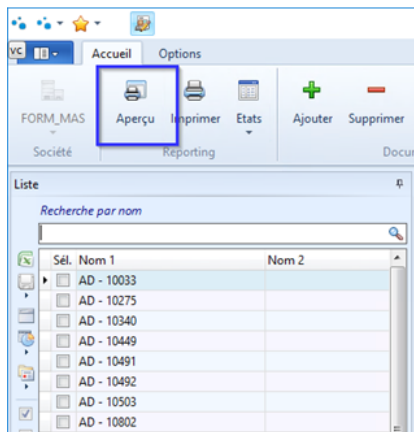 VC
Accueil Options
FORM_MAS Aperçu Imprimer Etats Ajouter Supprimer
Société Reporting Docu
Liste
Recherche par nom
Sél. Nom 1 Nom 2
AD - 10033
AD - 10275
AD - 10340
AD - 10449
AD - 10491
AD - 10492
AD - 10503
AD - 10802